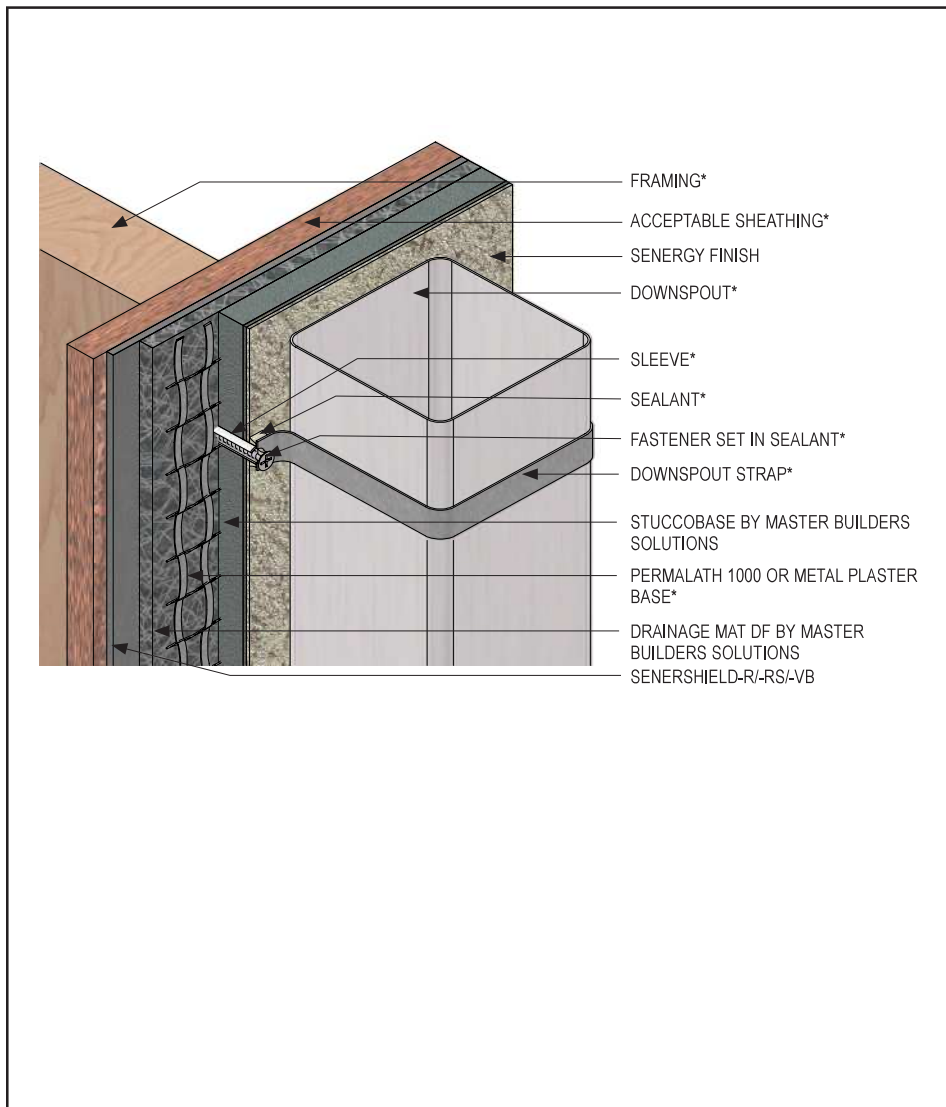 FRAMING*
ACCEPTABLE SHEATHING*
SENERGY FINISH
DOWNSPOUT*
SLEEVE*
SEALANT*
FASTENER SET IN SEALANT*
DOWNSPOUT STRAP*
STUCCOBASE BY MASTER BUILDERS
SOLUTIONS
PERMALATH 1000 OR METAL PLASTER
BASE*
DRAINAGE MAT DF BY MASTER
BUILDERS SOLUTIONS
SENERSHIELD-R/-RS/-VB